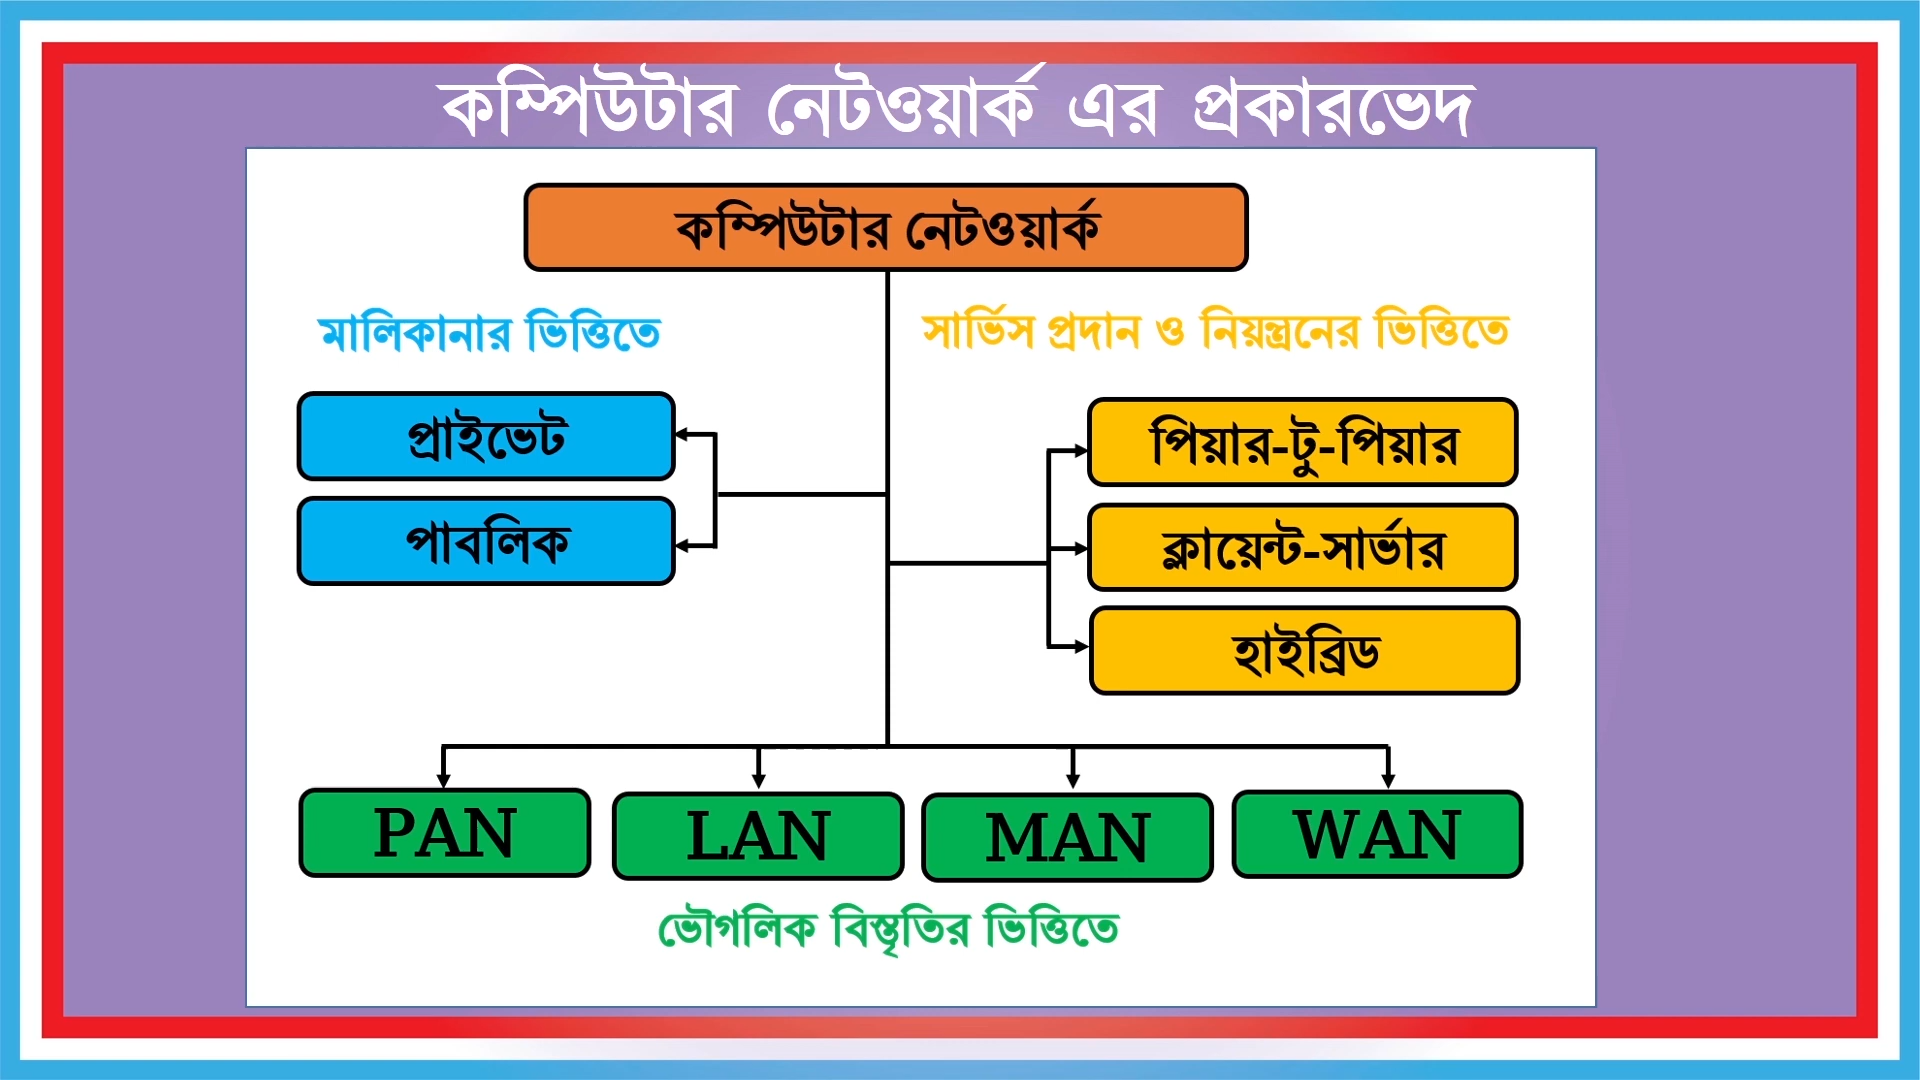 কম্পিউটার নেটওয়ার্ক এর প্রকারভেদ
কম্পিউটার নেটওয়ার্ক
মালিকানার ভিত্তিতে
সার্ভিস প্রদান ও নিয়ন্ত্রনের ভিত্তিতে
প্রাইভেট
পাবলিক
পিয়ার-টু-পিয়ার
ক্লায়েন্ট-সার্ভার
হাইব্রিড
PAN
LAN
MAN
WAN
ভৌগলিক বিস্তৃতির ভিত্তিতে